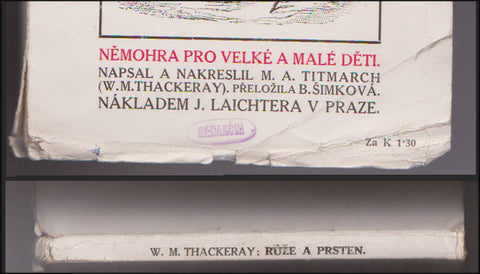 NĚMOHRA PRO VELKÉ A MALÉ DĚTI.
NAPSAL A NAKRESLIL M. A. TITMARCH
(W. M. THACKERAY). PŘELOŽILA B. ŠIMKOVÁ.
NÁKLADEM J. LAICHTERA V PRAZE.
REDAKČNÍ
Za K 1·30
W. M. THACKERAY: RŮŽE A PRSTEN.